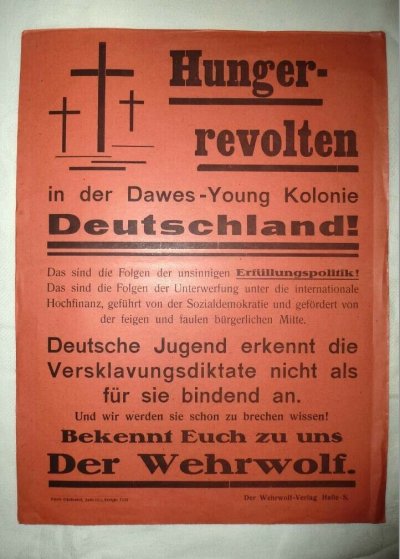 Hunger-
revolten
in der Dawes-Young Kolonie
Deutschland!
Das sind die Folgen der unsinnigen Erfüllungspolitik!
Das sind die Folgen der Unterwerfung unter die internationale
Hochfinanz, geführt von der Sozialdemokratie und gefördert von
der feigen und faulen bürgerlichen Mitte.
Deutsche Jugend erkennt die
Versklavungsdiktate nicht als
für sie bindend an.
Und wir werden sie schon zu brechen wissen!
Bekennt Euch zu uns
Der Wehrwolf.
Der Wehrwolf-Verlag Halle-S.